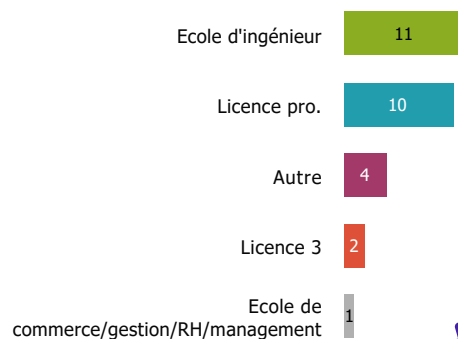 Ecole d'ingénieur 11
Licence pro. 10
Autre 4
Licence 3 2
Ecole de
commerce/gestion/RH/management 1